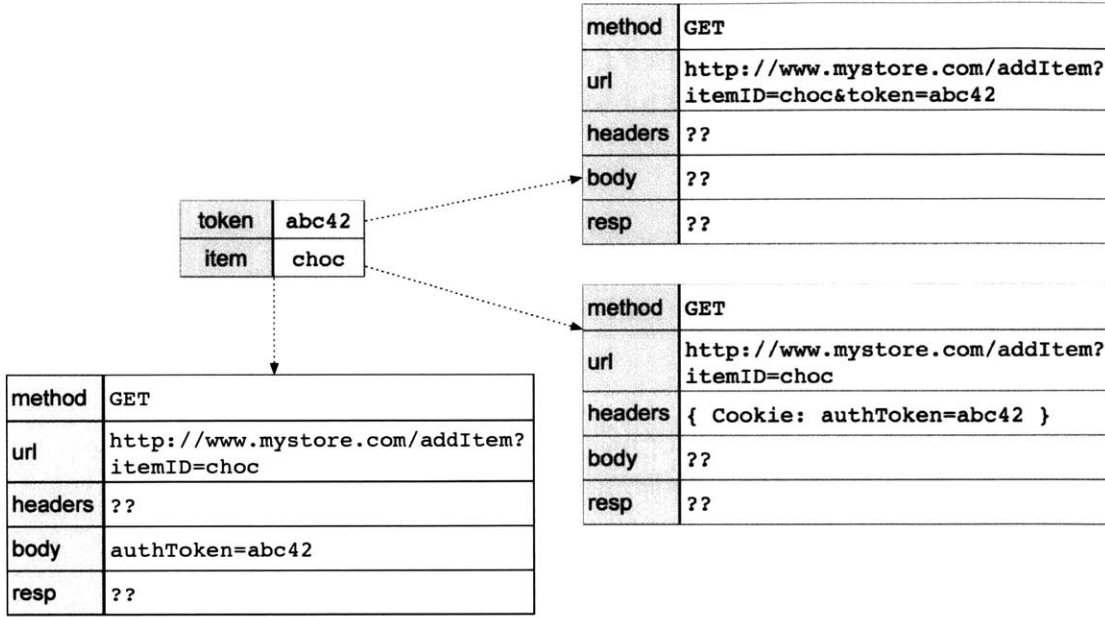 method GET
url http://www.mystore.com/addItem?
itemID=choc&token=abc42
headers ??
body ??
resp ??
token abc42
item choc
method GET
url http://www.mystore.com/addItem?
itemID=choc
headers { Cookie: authToken=abc42 }
body ??
resp ??
method GET
url http://www.mystore.com/addItem?
itemID=choc
headers ??
body authToken=abc42
resp ??